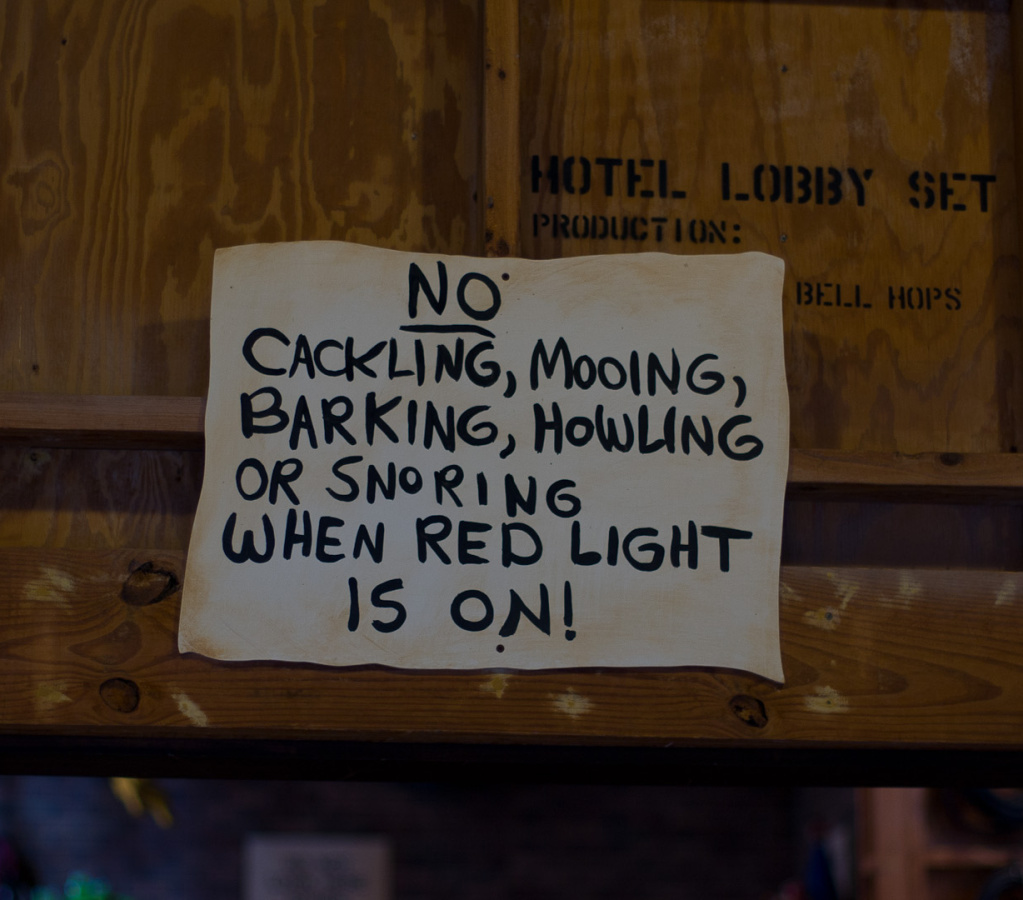 HOTEL LOBBY SET
PRODUCTION:
BELL HOPS
NO
CACKLING, MOOING,
BARKING, HOWLING
OR SNORING
WHEN RED LIGHT
IS ON!